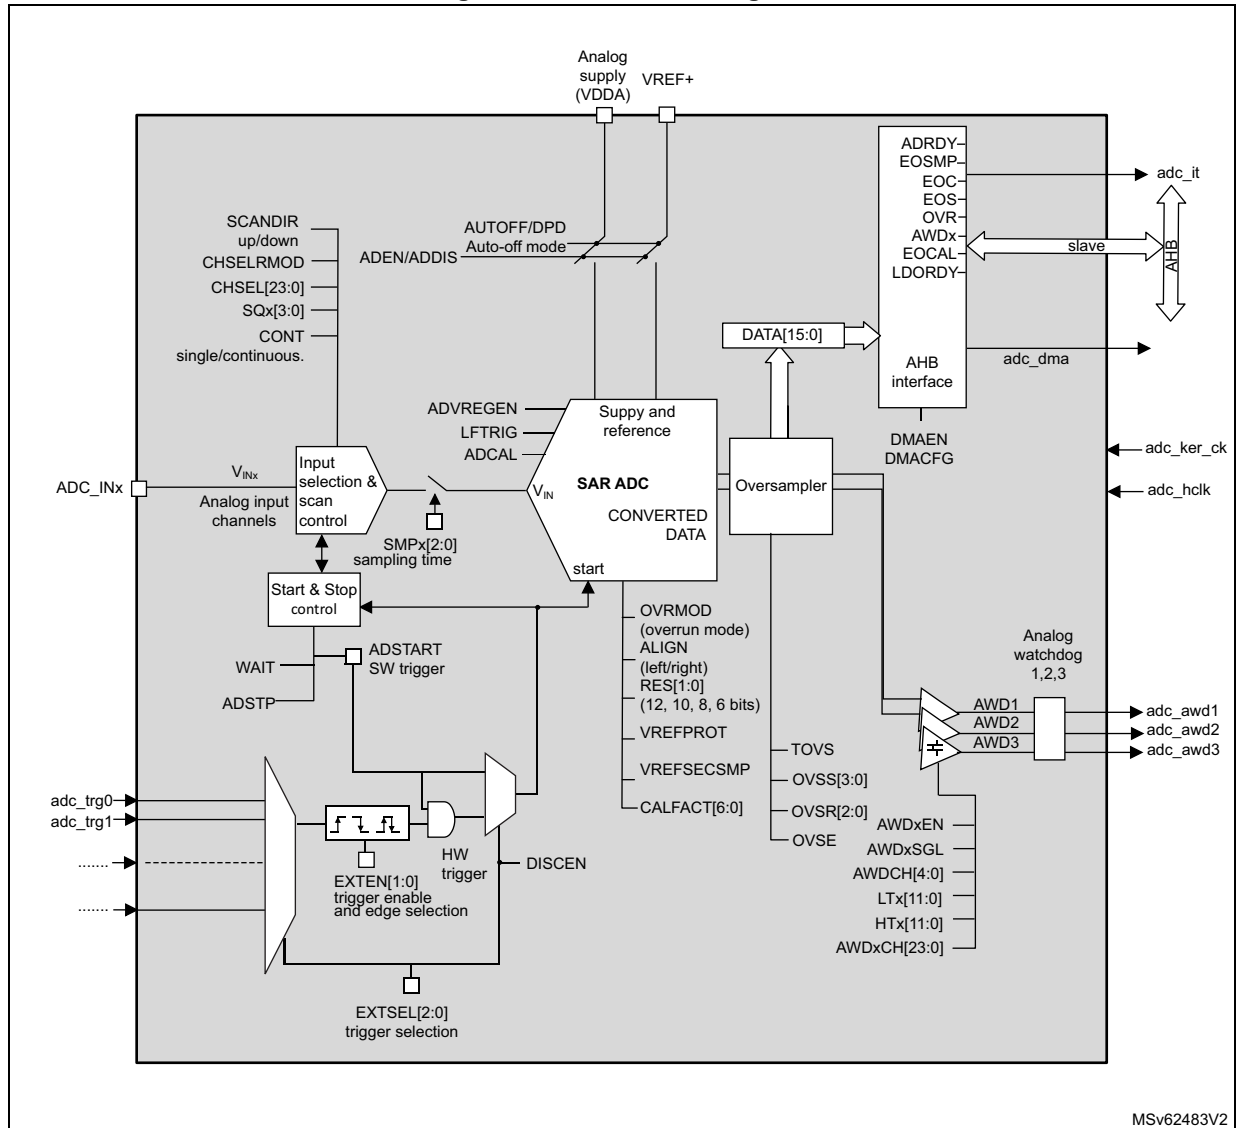 Analog
supply
(VDDA)
VREF+
ADRDY
EOSMP
EOC
EOS
OVR
AWDx
EOCAL
LDORDY
adc_it
slave
AHB
SCANDIR
up/down
CHSELRMOD
CHSEL[23:0]
SQx[3:0]
CONT
single/continuous.
AUTOFF/DPD
Auto-off mode
ADEN/ADDIS
DATA[15:0]
AHB
interface
adc_dma
DMAEN
DMACFG
adc_ker_ck
adc_hclk
ADVREGEN
LFTRIG
ADCAL
Suppy and
reference
SAR ADC
VIN
CONVERTED
DATA
start
Oversampler
ADC_INx
VINx
Analog input
channels
Input
selection &
scan
control
SMPx[2:0]
sampling time
Start & Stop
control
ADSTART
SW trigger
WAIT
ADSTP
OVRMOD
(overrun mode)
ALIGN
(left/right)
RES[1:0]
(12, 10, 8, 6 bits)
VREFPROT
VREFSECSMP
CALFACT[6:0]
TOVS
OVSS[3:0]
OVSR[2:0]
OVSE
Analog
watchdog
1,2,3
AWD1
AWD2
AWD3
adc_awd1
adc_awd2
adc_awd3
AWDxEN
AWDxSGL
AWDCH[4:0]
LTx[11:0]
HTx[11:0]
AWDxCH[23:0]
adc_trg0
adc_trg1
.......
.......
EXTEN[1:0]
trigger enable
and edge selection
HW
trigger
DISCEN
EXTSEL[2:0]
trigger selection
MSv62483V2